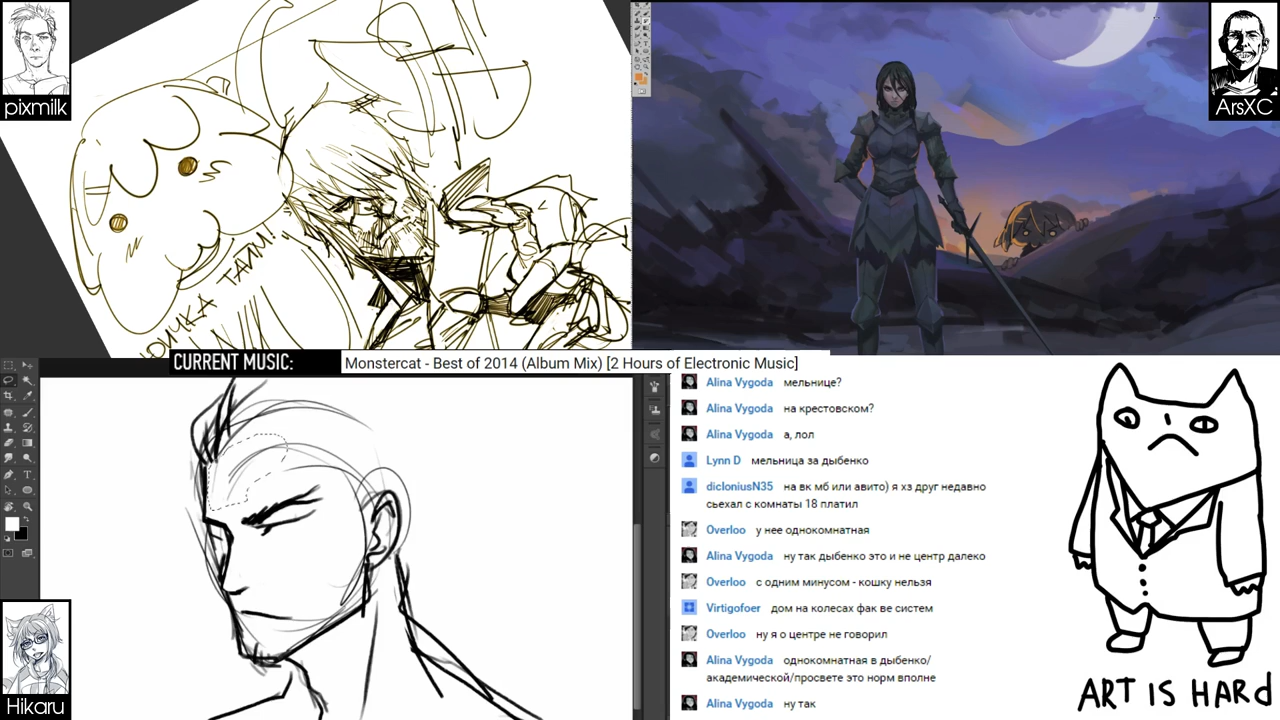 pixmilk
ЮЛИЧКА ТААМ!
ArsXC
CURRENT MUSIC:
Monstercat - Best of 2014 (Album Mix) [2 Hours of Electronic Music]
Hikaru
Alina Vygoda мельнице?
Alina Vygoda на крестовском?
Alina Vygoda а, лол
Lynn D мельница за дыбенко
dicloniusN35 на вк мб или авито) я хз друг недавно
сьехал с комнаты 18 платил
Overloo у нее однокомнатная
Alina Vygoda ну так дыбенко это и не центр далеко
Overloo с одним минусом - кошку нельзя
Virtigofoer дом на колесах фак ве систем
Overloo ну я о центре не говорил
Alina Vygoda однокомнатная в дыбенко/
академической/просвете это норм вполне
Alina Vygoda ну так
ART IS HARd